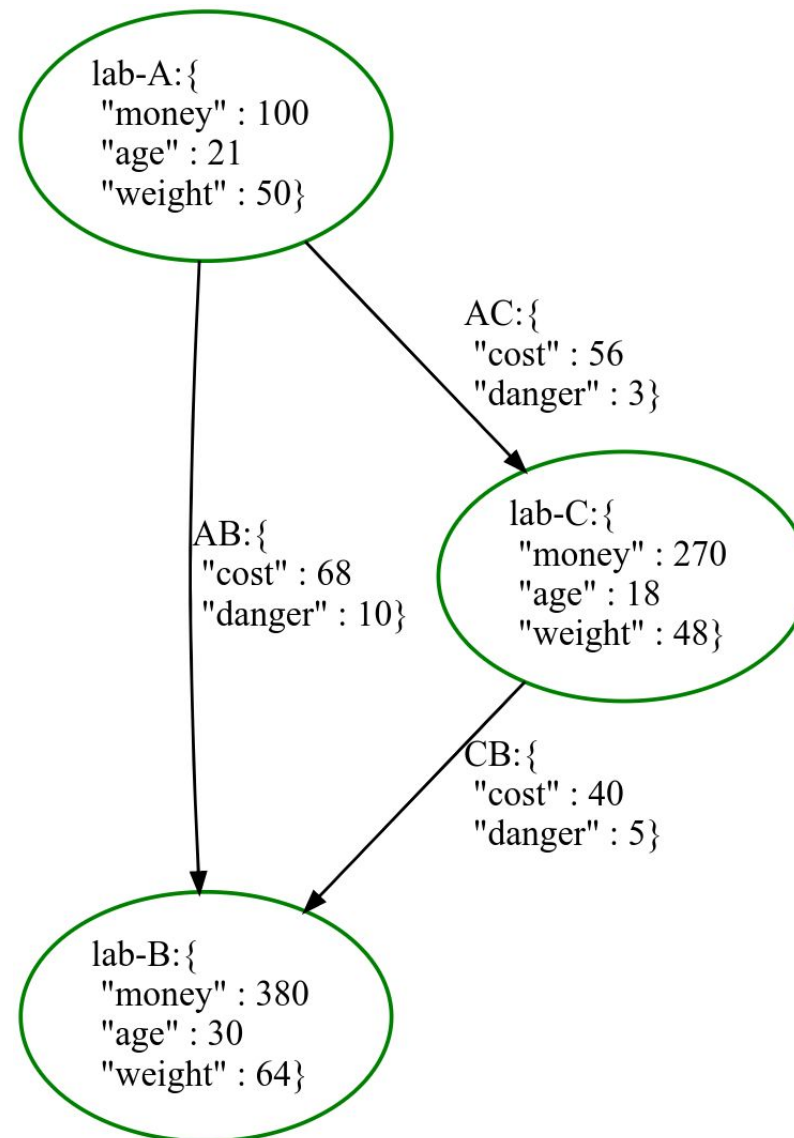 lab-A:{
"money" : 100
"age" : 21
"weight" : 50}
AC:{
"cost" : 56
"danger" : 3}
AB:{
"cost" : 68
"danger" : 10}
lab-C:{
"money" : 270
"age" : 18
"weight" : 48}
CB:{
"cost" : 40
"danger" : 5}
lab-B:{
"money" : 380
"age" : 30
"weight" : 64}